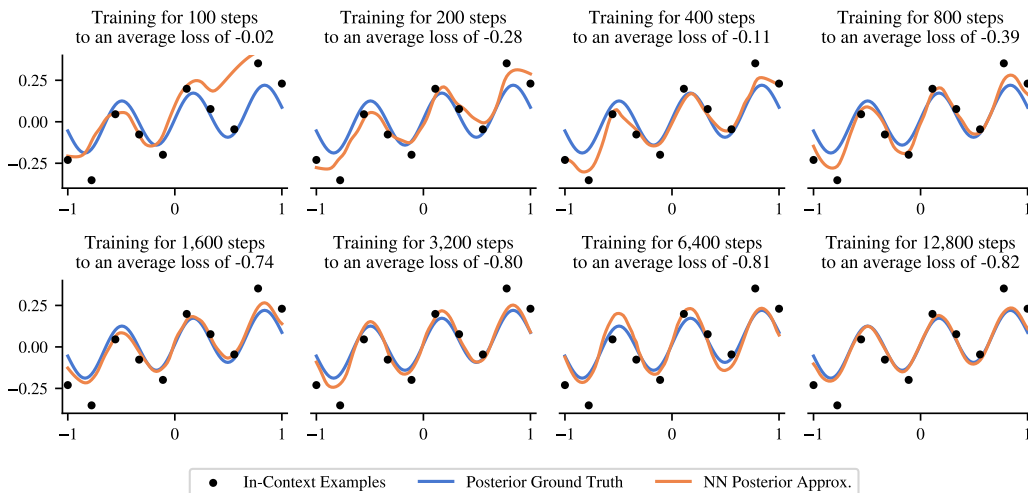 Training for 100 steps
to an average loss of -0.02
Training for 200 steps
to an average loss of -0.28
Training for 400 steps
to an average loss of -0.11
Training for 800 steps
to an average loss of -0.39
0.25
0.00
−0.25
−1 0 1
−1 0 1
−1 0 1
−1 0 1
Training for 1,600 steps
to an average loss of -0.74
Training for 3,200 steps
to an average loss of -0.80
Training for 6,400 steps
to an average loss of -0.81
Training for 12,800 steps
to an average loss of -0.82
0.25
0.00
−0.25
−1 0 1
−1 0 1
−1 0 1
−1 0 1
In-Context Examples
Posterior Ground Truth
NN Posterior Approx.